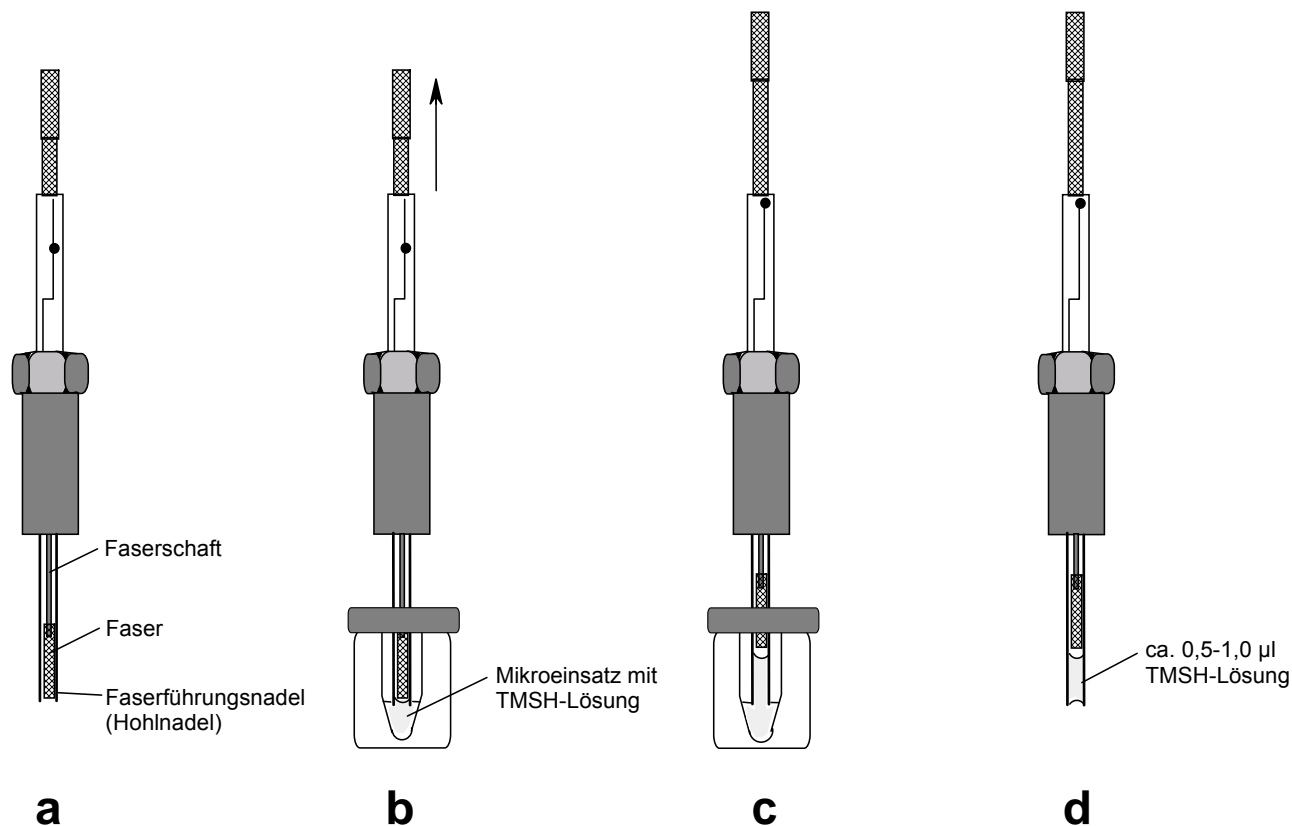 Faserschaft
Faser
Faserführungsnadel
(Hohlnadel)
Mikroeinsatz mit
TMSH-Lösung
ca. 0,5-1,0 µl
TMSH-Lösung
a
b
c
d